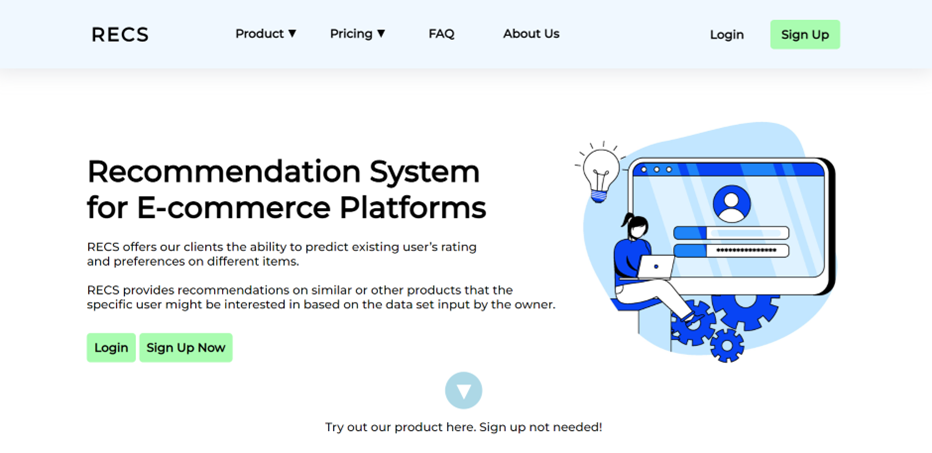 RECS
Product ▼
Pricing ▼
FAQ
About Us
Login
Sign Up
Recommendation System
for E-commerce Platforms
RECS offers our clients the ability to predict existing user’s rating
and preferences on different items.
RECS provides recommendations on similar or other products that the
specific user might be interested in based on the data set input by the owner.
Login
Sign Up Now
Try out our product here. Sign up not needed!